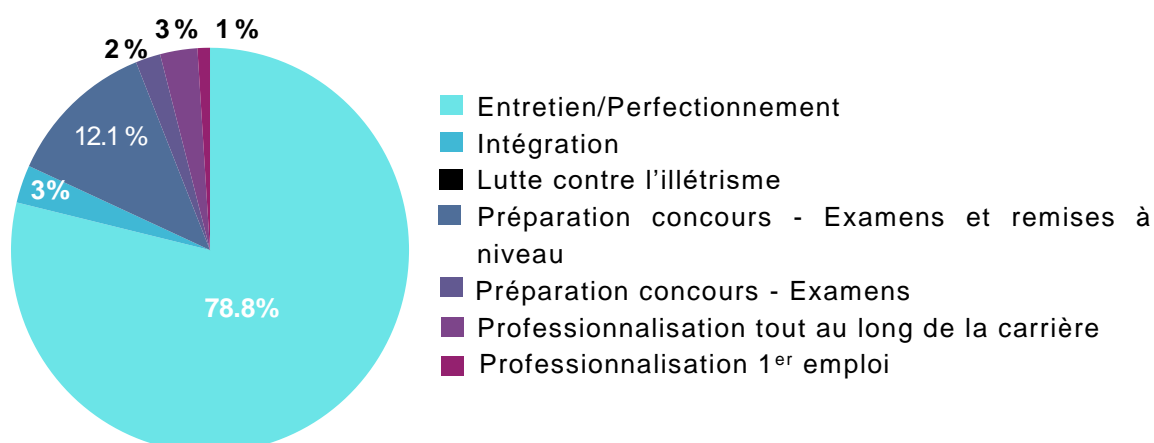 3 % 1 %
2 %
12.1 %
3%
78.8%
Entretien/Perfectionnement
Intégration
Lutte contre l'illétrisme
Préparation concours - Examens et remises à
niveau
Préparation concours - Examens
Professionnalisation tout au long de la carrière
Professionnalisation 1er emploi